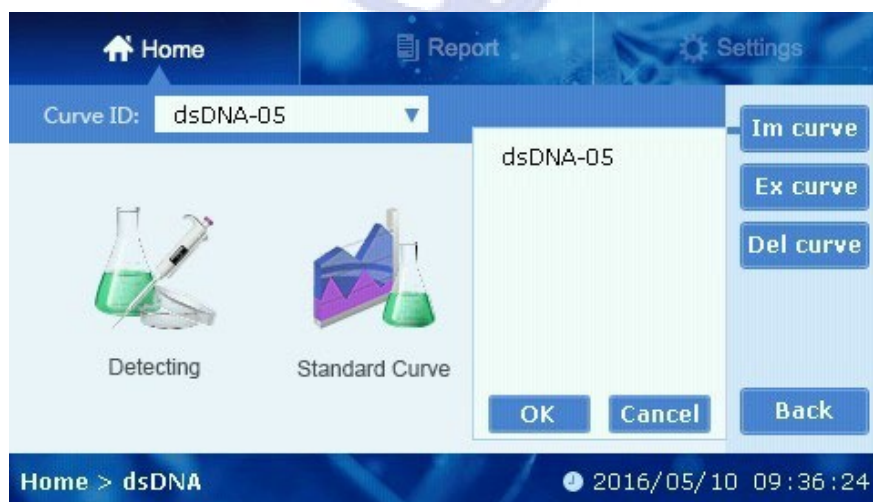 Home
Report
Settings
Curve ID: dsDNA-05
dsDNA-05
Im curve
Ex curve
Del curve
Detecting
Standard Curve
OK
Cancel
Back
Home > dsDNA
2016/05/10 09:36:24